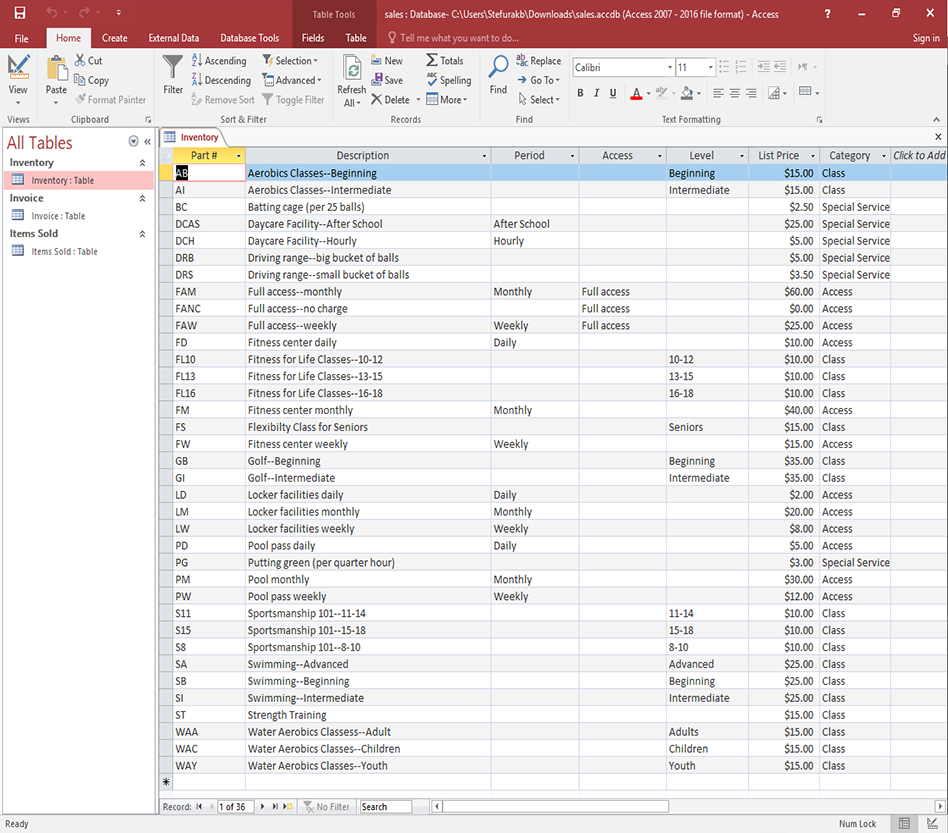 Table Tools
sales : Database- C:\Users\Stefurakb\Downloads\sales.accdb (Access 2007 - 2016 file format) - Access
?
File Home Create External Data Database Tools Fields Table Tell me what you want to do... Sign in
View
Views
Paste
Cut
Copy
Format Painter
Clipboard
Filter
Ascending
Descending
Remove Sort
Selection
Advanced
Toggle Filter
Sort & Filter
Refresh
All
New
Save
Delete
Totals
Spelling
More
Records
Find
Replace
Go To
Select
Find
Calibri 11
B I U A
Text Formatting
All Tables
Inventory
Inventory : Table
Invoice
Invoice : Table
Items Sold
Items Sold : Table
Inventory
Part # Description Period Access Level List Price Category Click to Add
AB Aerobics Classes--Beginning Beginning $15.00 Class
AI Aerobics Classes--Intermediate Intermediate $15.00 Class
BC Batting cage (per 25 balls) $2.50 Special Service
DCAS Daycare Facility--After School After School $25.00 Special Service
DCH Daycare Facility--Hourly Hourly $5.00 Special Service
DRB Driving range--big bucket of balls $5.00 Special Service
DRS Driving range--small bucket of balls $3.50 Special Service
FAM Full access--monthly Monthly Full access $60.00 Access
FANC Full access--no charge Full access $0.00 Access
FAW Full access--weekly Weekly Full access $25.00 Access
FD Fitness center daily Daily $10.00 Access
FL10 Fitness for Life Classes--10-12 10-12 $10.00 Class
FL13 Fitness for Life Classes--13-15 13-15 $10.00 Class
FL16 Fitness for Life Classes--16-18 16-18 $10.00 Class
FM Fitness center monthly Monthly $40.00 Access
FS Flexibilty Class for Seniors Seniors $15.00 Class
FW Fitness center weekly Weekly $15.00 Access
GB Golf--Beginning Beginning $35.00 Class
GI Golf--Intermediate Intermediate $35.00 Class
LD Locker facilities daily Daily $2.00 Access
LM Locker facilities monthly Monthly $20.00 Access
LW Locker facilities weekly Weekly $8.00 Access
PD Pool pass daily Daily $5.00 Access
PG Putting green (per quarter hour) $3.00 Special Service
PM Pool monthly Monthly $30.00 Access
PW Pool pass weekly Weekly $12.00 Access
S11 Sportsmanship 101--11-14 11-14 $10.00 Class
S15 Sportsmanship 101--15-18 15-18 $10.00 Class
S8 Sportsmanship 101--8-10 8-10 $10.00 Class
SA Swimming--Advanced Advanced $25.00 Class
SB Swimming--Beginning Beginning $25.00 Class
SI Swimming--Intermediate Intermediate $25.00 Class
ST Strength Training $15.00 Class
WAA Water Aerobics Classess--Adult Adults $15.00 Class
WAC Water Aerobics Classes--Children Children $15.00 Class
WAY Water Aerobics Classes--Youth Youth $15.00 Class
Record: 1 of 36 No Filter Search
Ready Num Lock